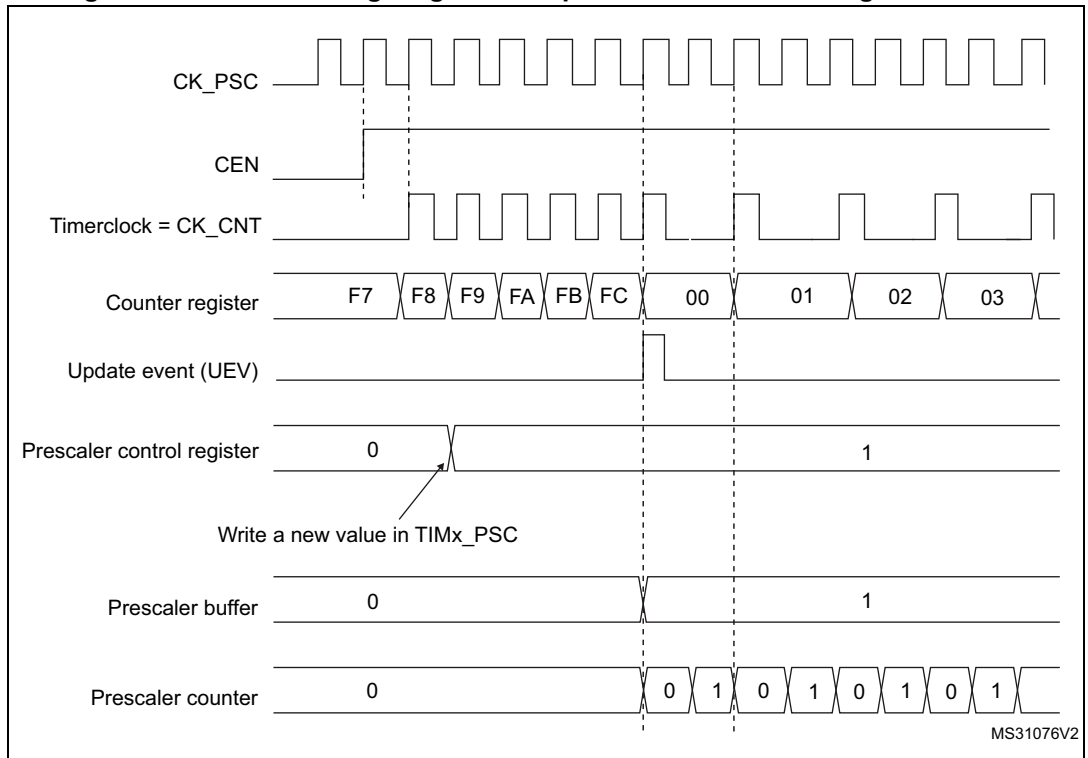 CK_PSC
CEN
Timerclock = CK_CNT
Counter register F7 F8 F9 FA FB FC 00 01 02 03
Update event (UEV)
Prescaler control register 0 1
Write a new value in TIMx_PSC
Prescaler buffer 0 1
Prescaler counter 0 0 1 0 1 0 1 0 1
MS31076V2